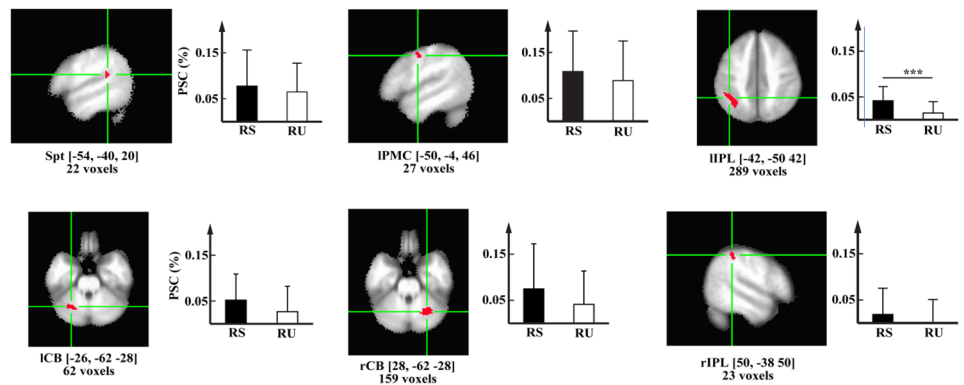 PSC (%)
0.15
0.05
RS RU
Spt [-54, -40, 20]
22 voxels
0.15
0.05
RS RU
lPMC [-50, -4, 46]
27 voxels
0.15
0.05
***
RS RU
lIPL [-42, -50 42]
289 voxels
PSC (%)
0.15
0.05
RS RU
lCB [-26, -62 -28]
62 voxels
0.15
0.05
RS RU
rCB [28, -62 -28]
159 voxels
0.15
0.05
RS RU
rIPL [50, -38 50]
23 voxels